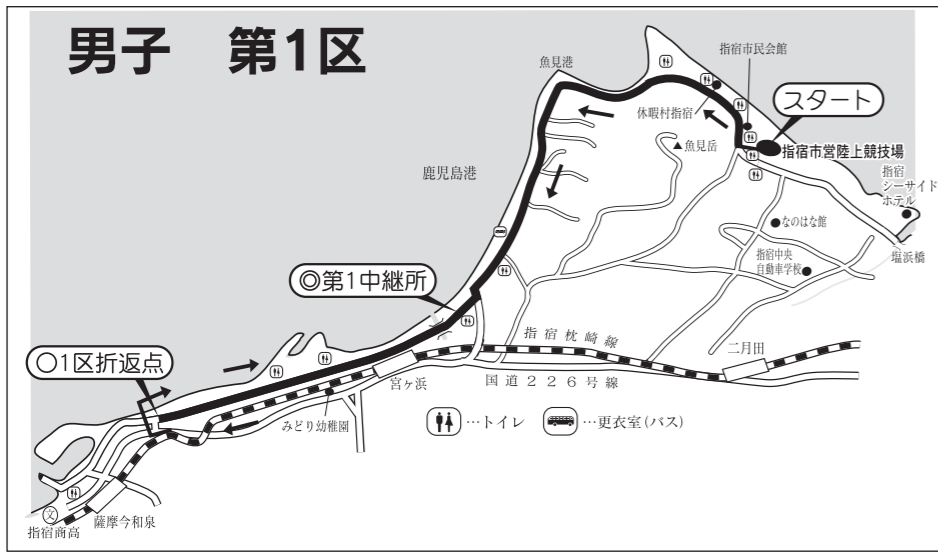 男子 第1区
指宿市民会館
魚見港
スタート
休暇村指宿
指宿市営陸上競技場
▲魚見岳
鹿児島港
指宿
シーサイド
ホテル
●なのはな館
指宿中央
自動車学校●
塩浜橋
◎第1中継所
指宿枕崎線
二月田
○1区折返点
宮ヶ浜
国道226号線
みどり幼稚園
…トイレ
…更衣室(バス)
文
薩摩今和泉
指宿商高